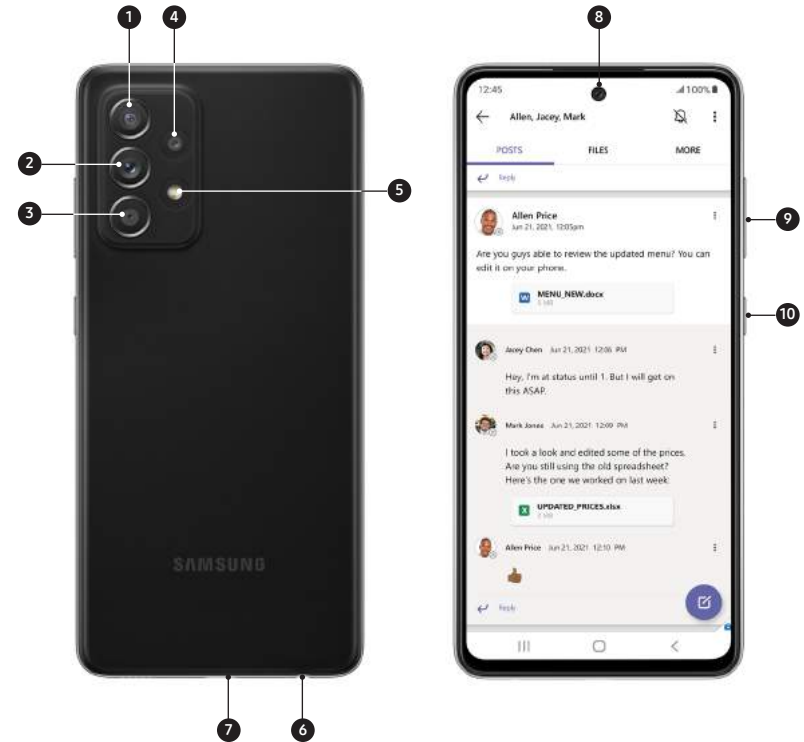 1
4
2
5
3
SAMSUNG
7
6
8
12:45
100%
Allen, Jacey, Mark
POSTS FILES MORE
Reply
Allen Price
Jun 21, 2021, 12:05pm
Are you guys able to review the updated menu? You can
edit it on your phone.
W MENU_NEW.docx
Jacey Chen Jun 21, 2021 12:06 PM
Hey, I'm at status until 1. But I will get on
this ASAP.
Mark Jones Jun 21, 2021 12:09 PM
I took a look and edited some of the prices.
Are you still using the old spreadsheet?
Here's the one we worked on last week:
X UPDATED_PRICES.xlsx
Allen Price Jun 21, 2021 12:10 PM
Reply
9
10